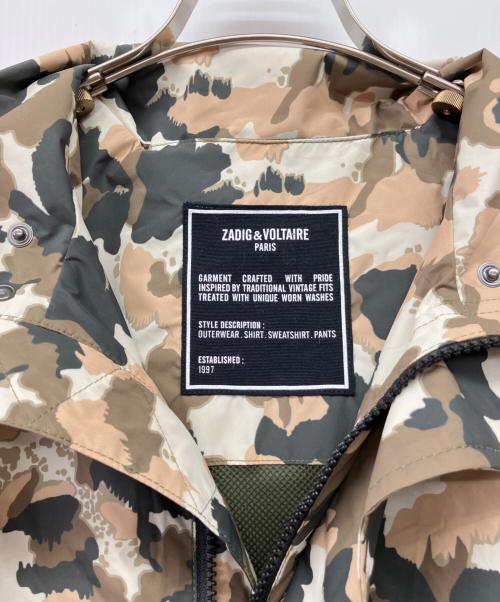 ZADIG&VOLTAIRE
PARIS
GARMENT CRAFTED WITH PRIDE
INSPIRED BY TRADITIONAL VINTAGE FITS
TREATED WITH UNIQUE WORN WASHES
STYLE DESCRIPTION :
OUTERWEAR . SHIRT . SWEATSHIRT . PANTS
ESTABLISHED :
1997